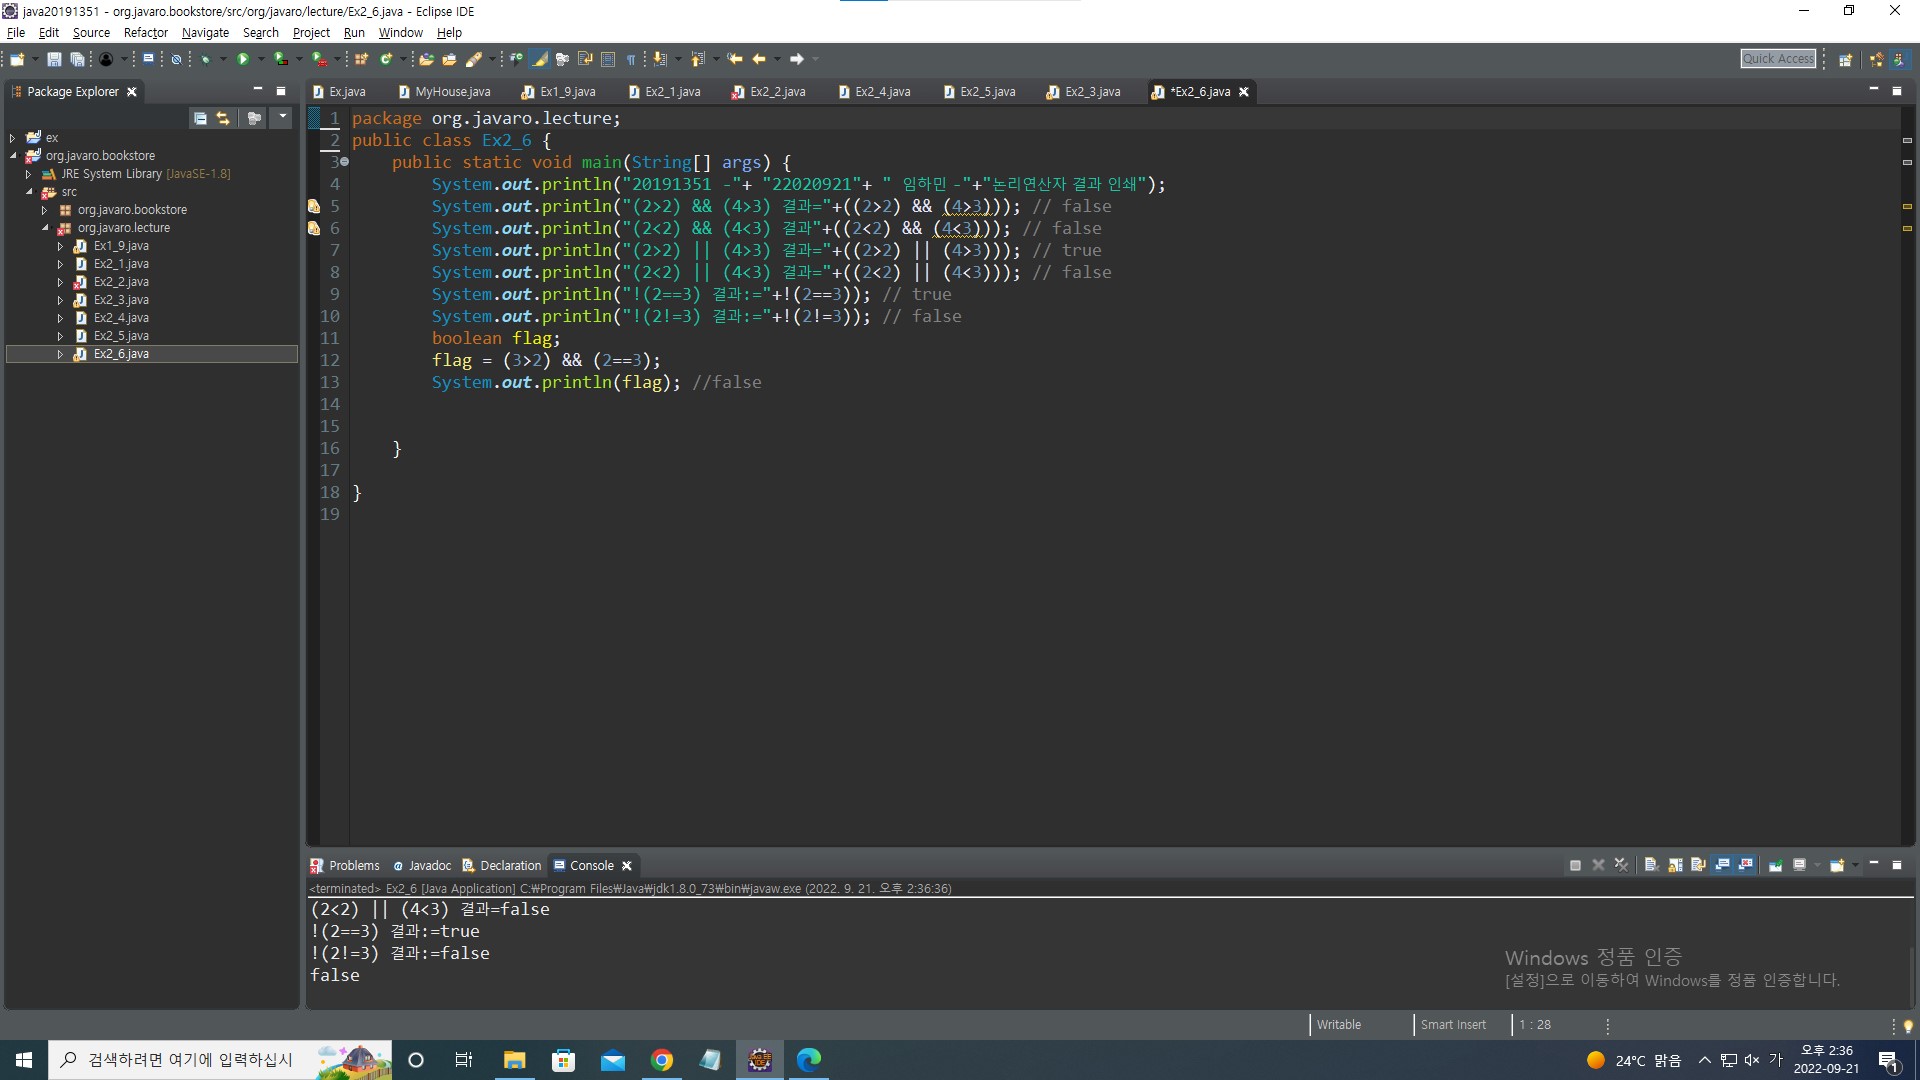 java20191351 - org.javaro.bookstore/src/org/javaro/lecture/Ex2_6.java - Eclipse IDE
File Edit Source Refactor Navigate Search Project Run Window Help
Quick Access
Package Explorer
Ex.java MyHouse.java Ex1_9.java Ex2_1.java Ex2_2.java Ex2_4.java Ex2_5.java Ex2_3.java *Ex2_6.java
ex
org.javaro.bookstore
JRE System Library [JavaSE-1.8]
src
org.javaro.bookstore
org.javaro.lecture
Ex1_9.java
Ex2_1.java
Ex2_2.java
Ex2_3.java
Ex2_4.java
Ex2_5.java
Ex2_6.java
1 package org.javaro.lecture;
2 public class Ex2_6 {
3 public static void main(String[] args) {
4 System.out.println("20191351 -"+ "22020921"+ " 임하민 -"+"논리연산자 결과 인쇄");
5 System.out.println("(2>2) && (4>3) 결과="+((2>2) && (4>3))); // false
6 System.out.println("(2<2) && (4<3) 결과"+((2<2) && (4<3))); // false
7 System.out.println("(2>2) || (4>3) 결과="+((2>2) || (4>3))); // true
8 System.out.println("(2<2) || (4<3) 결과="+((2<2) || (4<3))); // false
9 System.out.println("!(2==3) 결과:="+!(2==3)); // true
10 System.out.println("!(2!=3) 결과:="+!(2!=3)); // false
11 boolean flag;
12 flag = (3>2) && (2==3);
13 System.out.println(flag); //false
14
15
16 }
17
18 }
19
Problems Javadoc Declaration Console
<terminated> Ex2_6 [Java Application] C:₩Program Files₩Java₩jdk1.8.0_73₩bin₩javaw.exe (2022. 9. 21. 오후 2:36:36)
(2<2) || (4<3) 결과=false
!(2==3) 결과:=true
!(2!=3) 결과:=false
false
Windows 정품 인증
[설정]으로 이동하여 Windows를 정품 인증합니다.
Writable Smart Insert 1 : 28
검색하려면 여기에 입력하십시
24°C 맑음 가 오후 2:36
2022-09-21
1